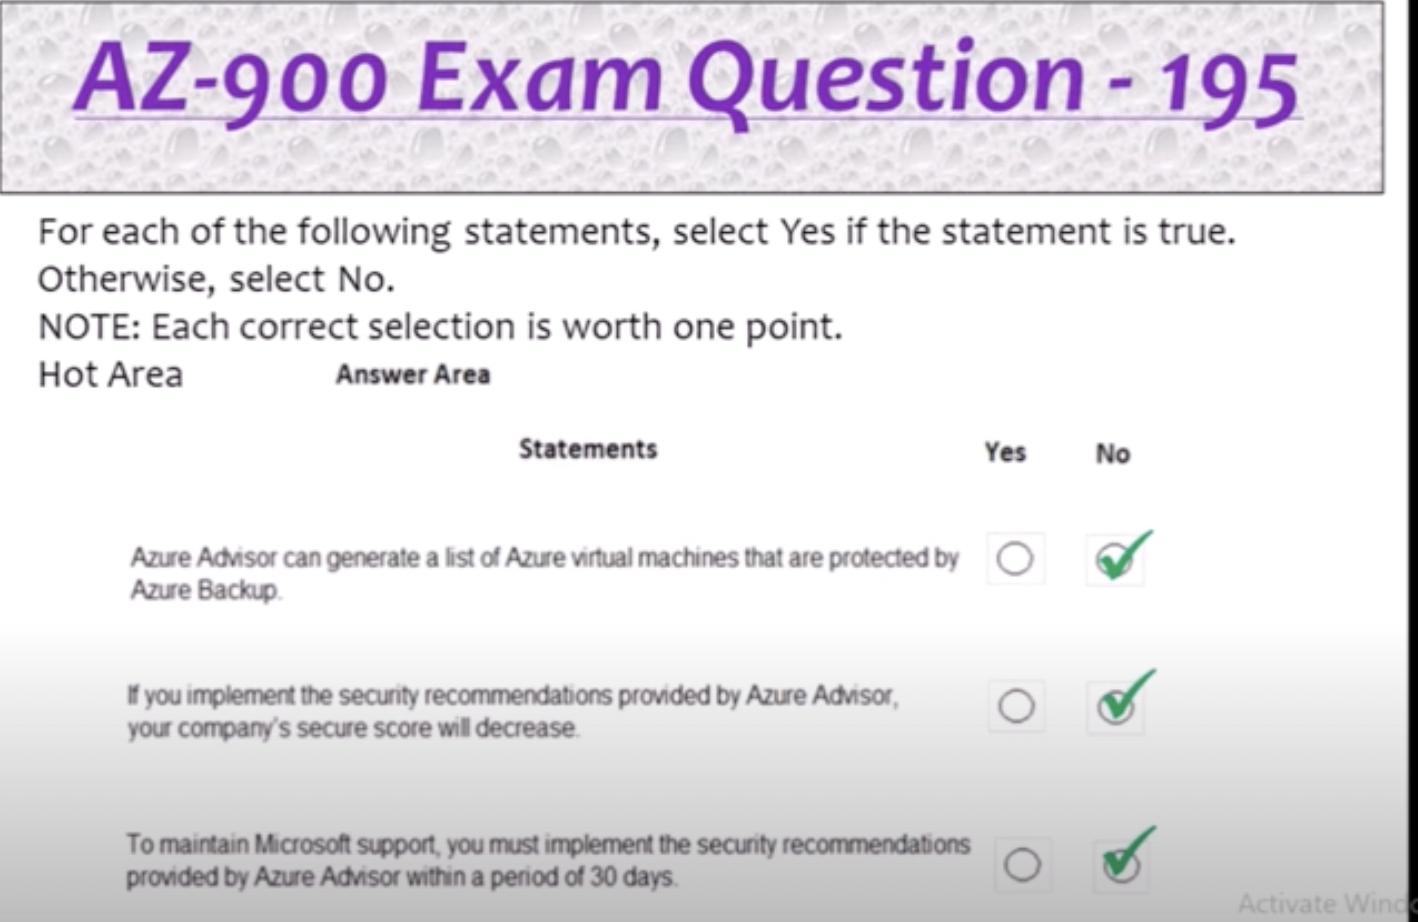 AZ-900 Exam Question - 195
For each of the following statements, select Yes if the statement is true.
Otherwise, select No.
NOTE: Each correct selection is worth one point.
Hot Area Answer Area
Statements Yes No
Azure Advisor can generate a list of Azure virtual machines that are protected by
Azure Backup.
If you implement the security recommendations provided by Azure Advisor,
your company's secure score will decrease.
To maintain Microsoft support, you must implement the security recommendations
provided by Azure Advisor within a period of 30 days.
Activate